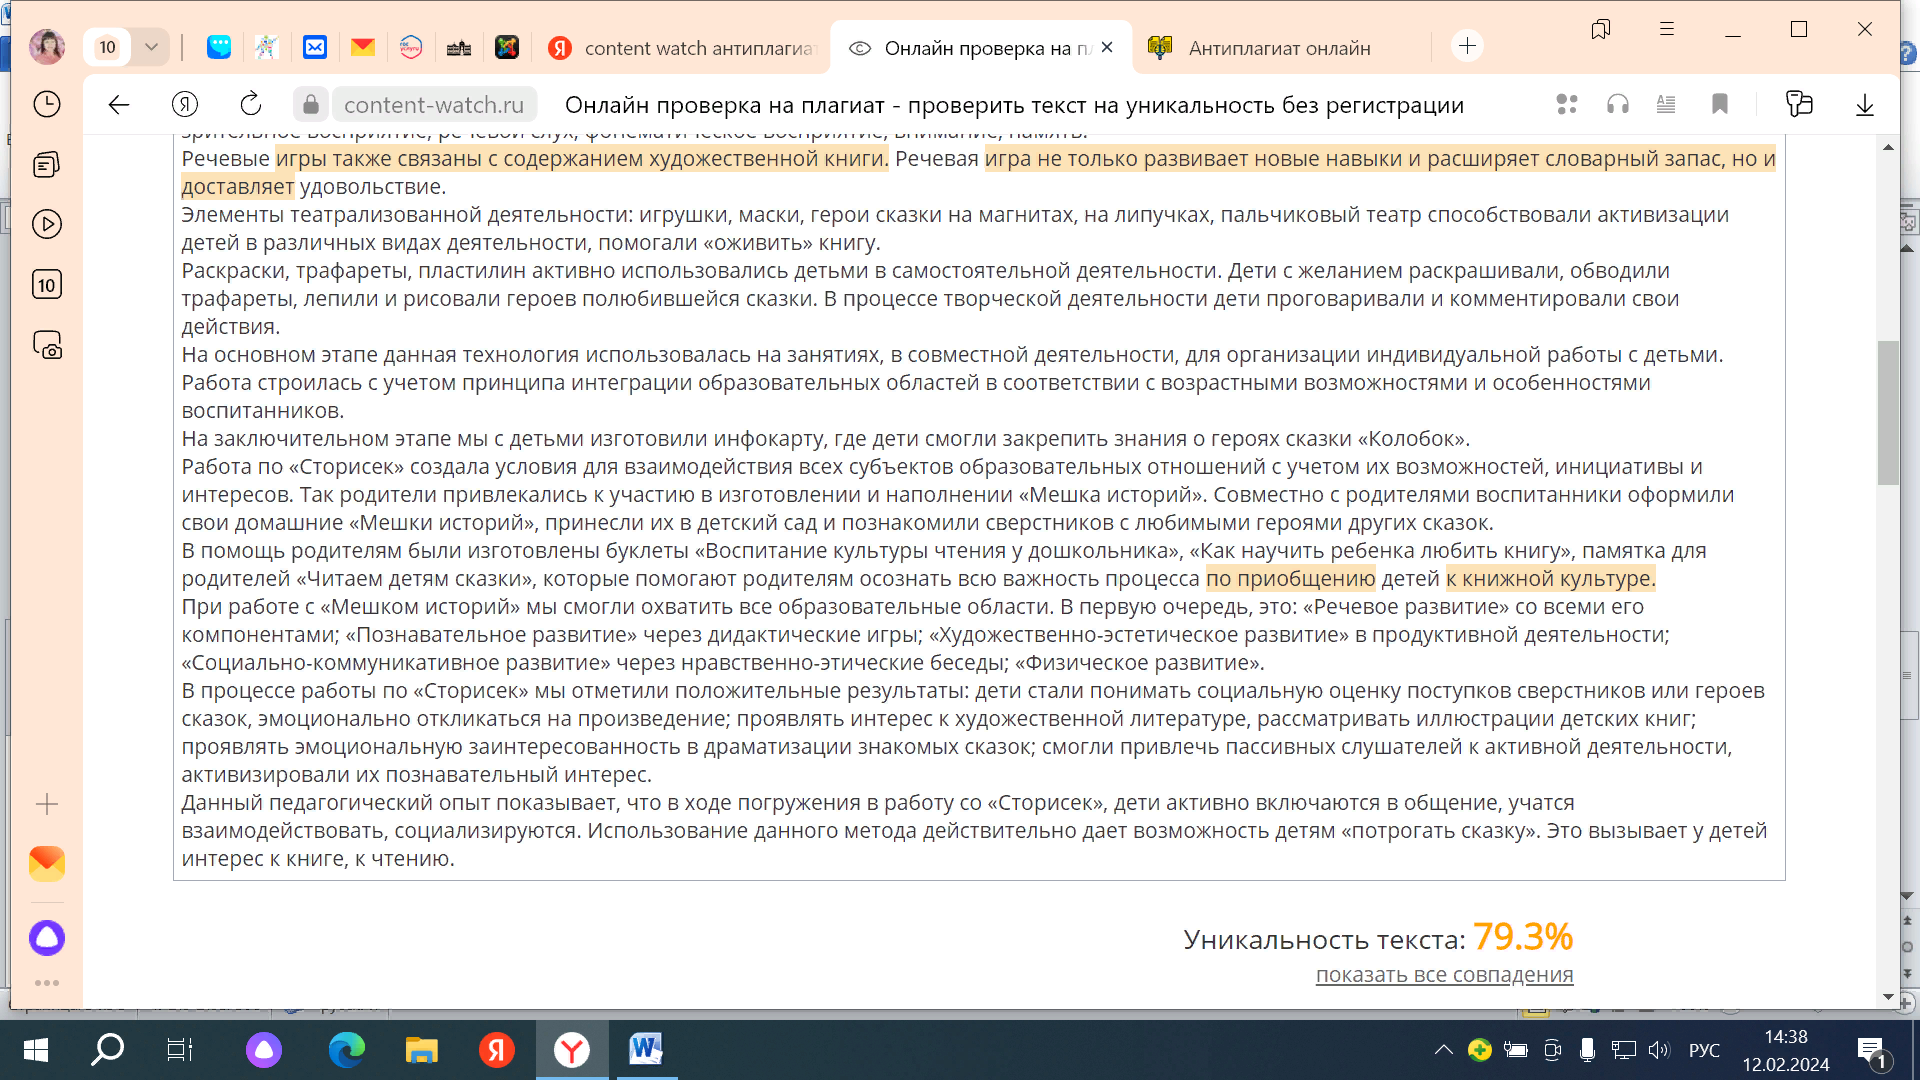 10
content watch антиплагиат
Онлайн проверка на пл
Антиплагиат онлайн
content-watch.ru
Онлайн проверка на плагиат - проверить текст на уникальность без регистрации
зрительное восприятие, речевой слух, фонематическое восприятие, внимание, память.
Речевые игры также связаны с содержанием художественной книги. Речевая игра не только развивает новые навыки и расширяет словарный запас, но и
доставляет удовольствие.
Элементы театрализованной деятельности: игрушки, маски, герои сказки на магнитах, на липучках, пальчиковый театр способствовали активизации
детей в различных видах деятельности, помогали «оживить» книгу.
Раскраски, трафареты, пластилин активно использовались детьми в самостоятельной деятельности. Дети с желанием раскрашивали, обводили
трафареты, лепили и рисовали героев полюбившейся сказки. В процессе творческой деятельности дети проговаривали и комментировали свои
действия.
На основном этапе данная технология использовалась на занятиях, в совместной деятельности, для организации индивидуальной работы с детьми.
Работа строилась с учетом принципа интеграции образовательных областей в соответствии с возрастными возможностями и особенностями
воспитанников.
На заключительном этапе мы с детьми изготовили инфокарту, где дети смогли закрепить знания о героях сказки «Колобок».
Работа по «Сторисек» создала условия для взаимодействия всех субъектов образовательных отношений с учетом их возможностей, инициативы и
интересов. Так родители привлекались к участию в изготовлении и наполнении «Мешка историй». Совместно с родителями воспитанники оформили
свои домашние «Мешки историй», принесли их в детский сад и познакомили сверстников с любимыми героями других сказок.
В помощь родителям были изготовлены буклеты «Воспитание культуры чтения у дошкольника», «Как научить ребенка любить книгу», памятка для
родителей «Читаем детям сказки», которые помогают родителям осознать всю важность процесса по приобщению детей к книжной культуре.
При работе с «Мешком историй» мы смогли охватить все образовательные области. В первую очередь, это: «Речевое развитие» со всеми его
компонентами; «Познавательное развитие» через дидактические игры; «Художественно-эстетическое развитие» в продуктивной деятельности;
«Социально-коммуникативное развитие» через нравственно-этические беседы; «Физическое развитие».
В процессе работы по «Сторисек» мы отметили положительные результаты: дети стали понимать социальную оценку поступков сверстников или героев
сказок, эмоционально откликаться на произведение; проявлять интерес к художественной литературе, рассматривать иллюстрации детских книг;
проявлять эмоциональную заинтересованность в драматизации знакомых сказок; смогли привлечь пассивных слушателей к активной деятельности,
активизировали их познавательный интерес.
Данный педагогический опыт показывает, что в ходе погружения в работу со «Сторисек», дети активно включаются в общение, учатся
взаимодействовать, социализируются. Использование данного метода действительно дает возможность детям «потрогать сказку». Это вызывает у детей
интерес к книге, к чтению.
Уникальность текста: 79.3%
показать все совпадения
10
РУС
14:38
12.02.2024
1